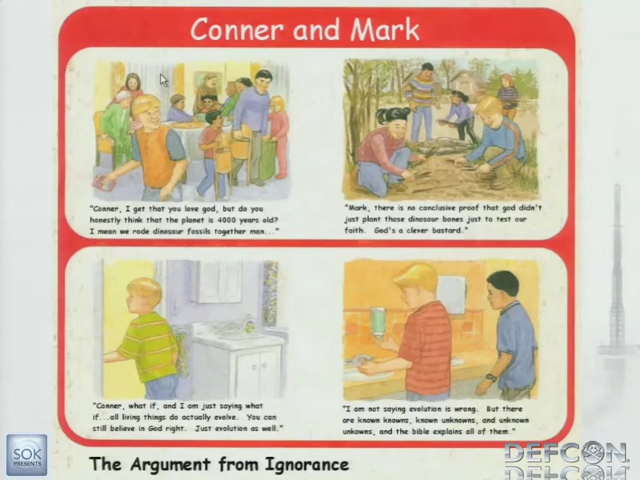 Conner and Mark
"Conner, I get that you love god, but do you
honestly think that the planet is 4000 years old?
I mean we rode dinosaur fossils together man..."
"Mark, there is no conclusive proof that god didn't
just plant those dinosaur bones just to test our
faith. God's a clever bastard."
"Conner, what if, and I am just saying what
if...all living things do actually evolve. You can
still believe in God right. Just evolution as well."
"I am not saying evolution is wrong. But there
are known knowns, known unknowns, and unknown
unkowns, and the bible explains all of them."
The Argument from Ignorance
SOK
PRESENTS
DEFCON